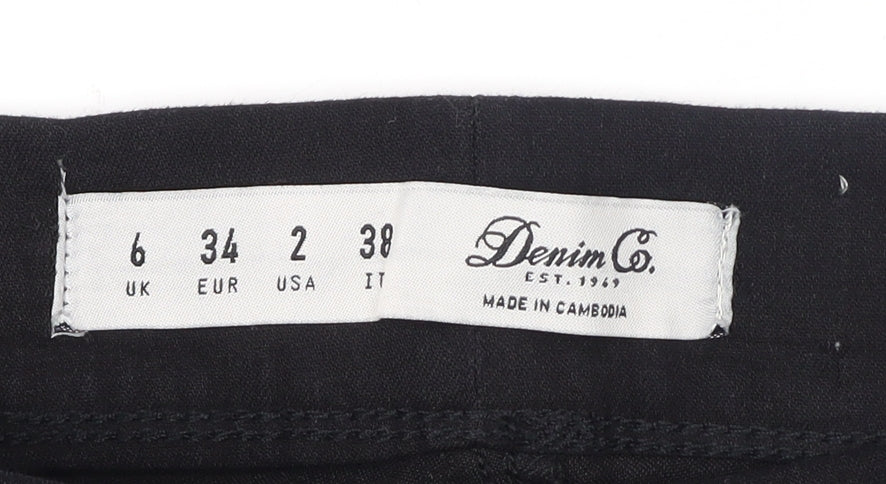 6 34 2 38
UK EUR USA IT
Denim Co.
EST. 1969
MADE IN CAMBODIA